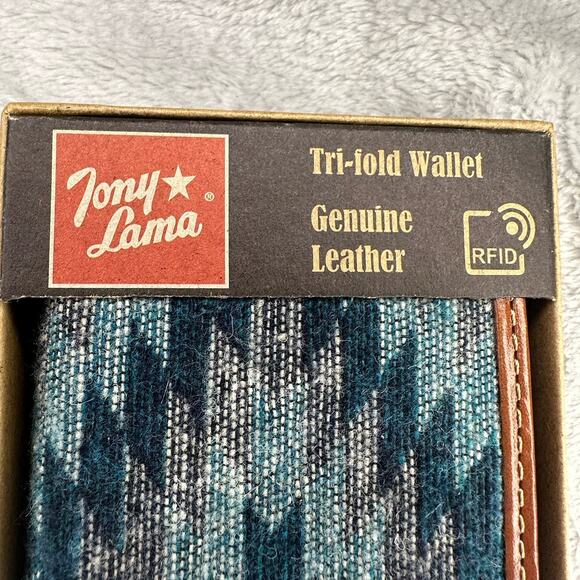 Tony
Lama
®
Tri-fold Wallet
Genuine
Leather
RFID